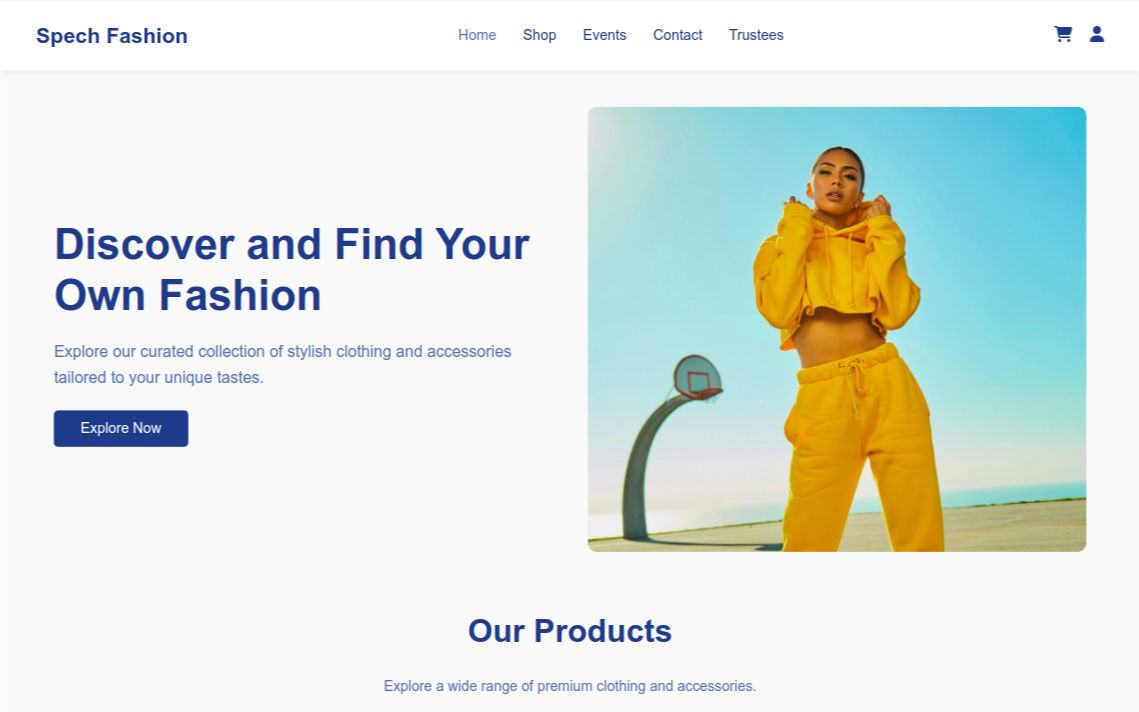 Spech Fashion
Home Shop Events Contact Trustees
Discover and Find Your
Own Fashion
Explore our curated collection of stylish clothing and accessories
tailored to your unique tastes.
Explore Now
Our Products
Explore a wide range of premium clothing and accessories.